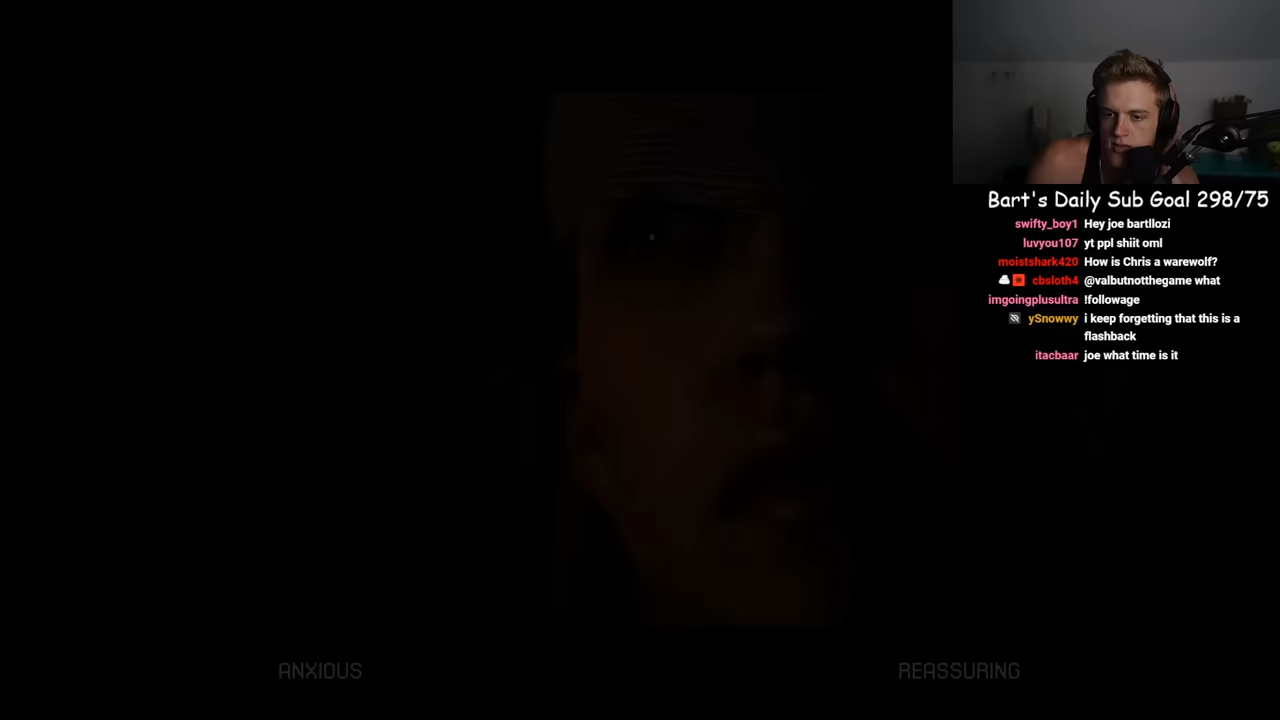 Bart's Daily Sub Goal 298/75
swifty_boy1 Hey joe bartllozi
luvyou107 yt ppl shiit oml
moistshark420 How is Chris a warewolf?
cbsloth4 @valbutnotthegame what
imgoingplusultra !followage
ySnowwy i keep forgetting that this is a
flashback
itacbaar joe what time is it
ANXIOUS REASSURING